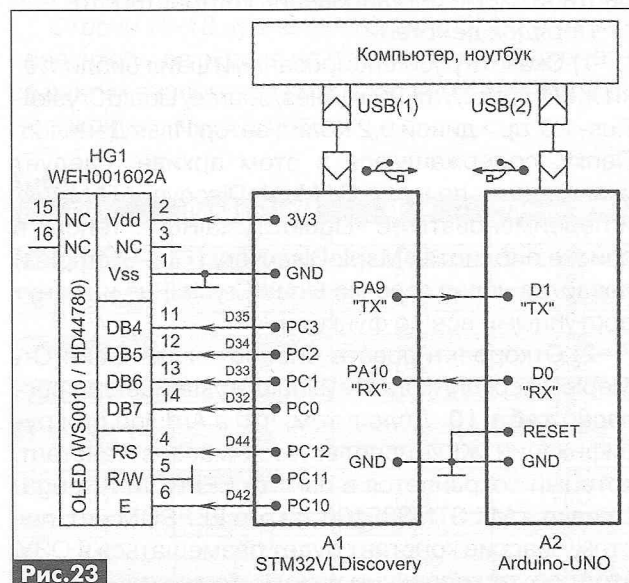 Компьютер, ноутбук
USB(1) USB(2)
HG1
WEH001602A
15 NC Vdd 2 3V3
16 NC NC 3
Vss GND
DB4 11 D35 PC3
DB5 12 D34 PC2
DB6 13 D33 PC1
DB7 14 D32 PC0
RS 4 D44 PC12
R/W 5 PC11
E 6 D42 PC10
OLED (WS0010 / HD44780)
PA9 D1
"TX" "TX"
PA10 D0
"RX" "RX"
RESET
GND GND
A1 A2
STM32VLDiscovery Arduino-UNO
Рис.23